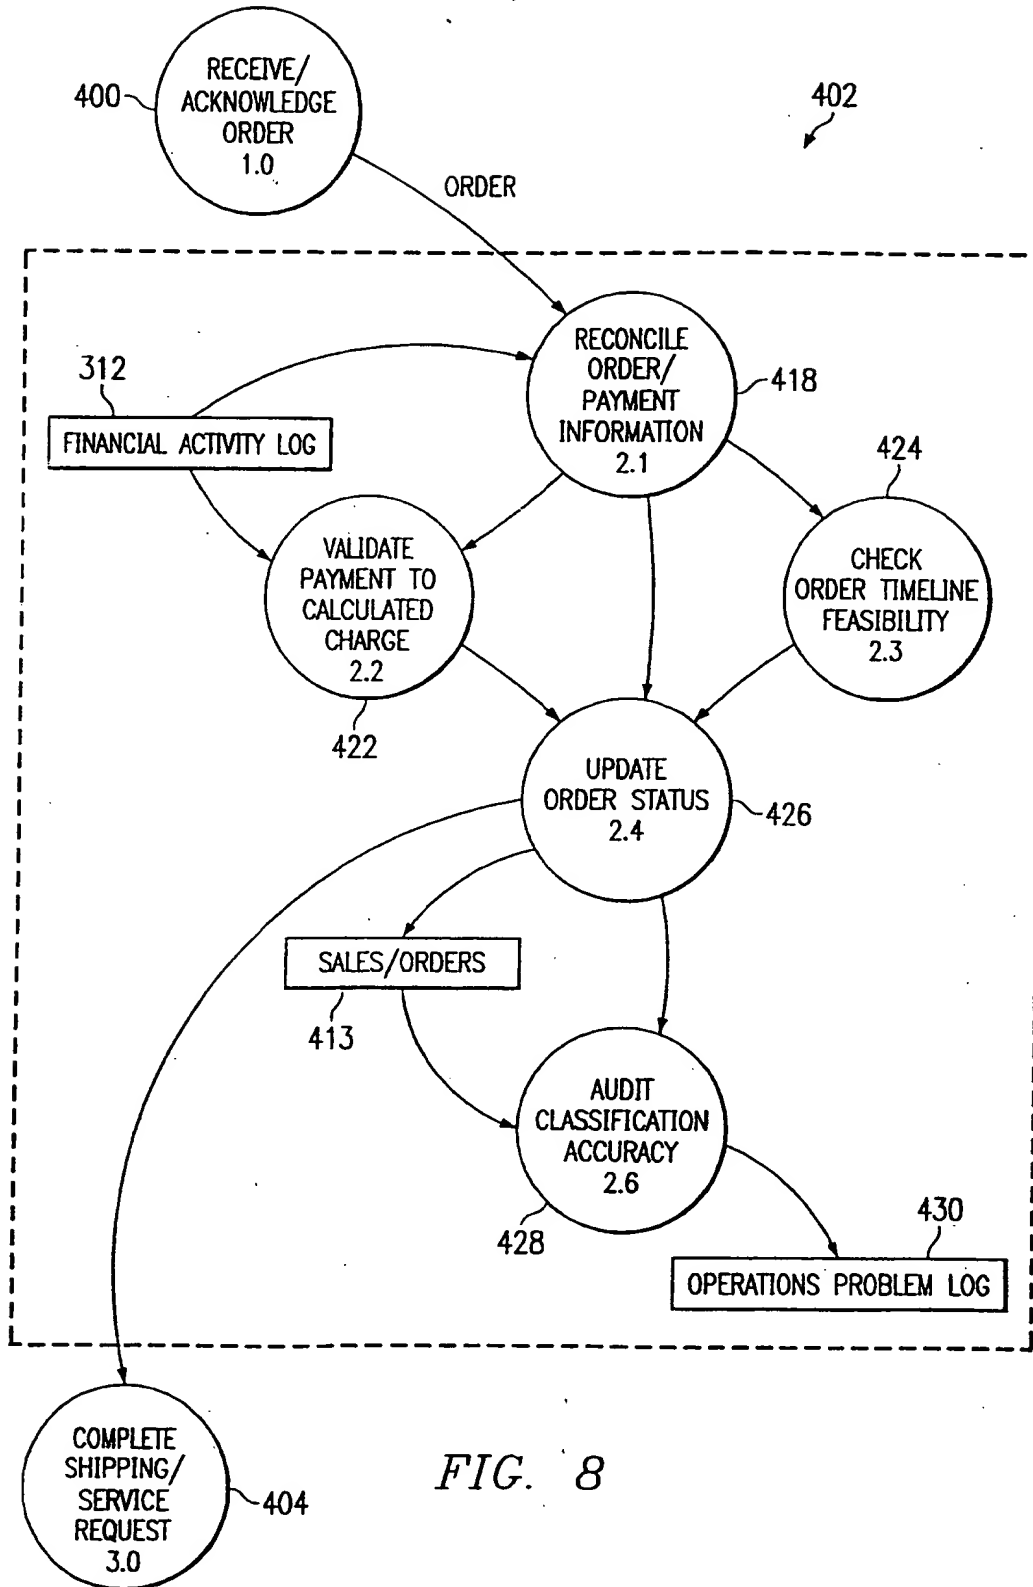 RECEIVE/
ACKNOWLEDGE
ORDER
1.0
400
402
ORDER
RECONCILE
ORDER/
PAYMENT
INFORMATION
2.1
418
312
FINANCIAL ACTIVITY LOG
424
VALIDATE
PAYMENT TO
CALCULATED
CHARGE
2.2
422
CHECK
ORDER TIMELINE
FEASIBILITY
2.3
UPDATE
ORDER STATUS
2.4
426
SALES/ORDERS
413
AUDIT
CLASSIFICATION
ACCURACY
2.6
428
430
OPERATIONS PROBLEM LOG
COMPLETE
SHIPPING/
SERVICE
REQUEST
3.0
404
FIG. 8